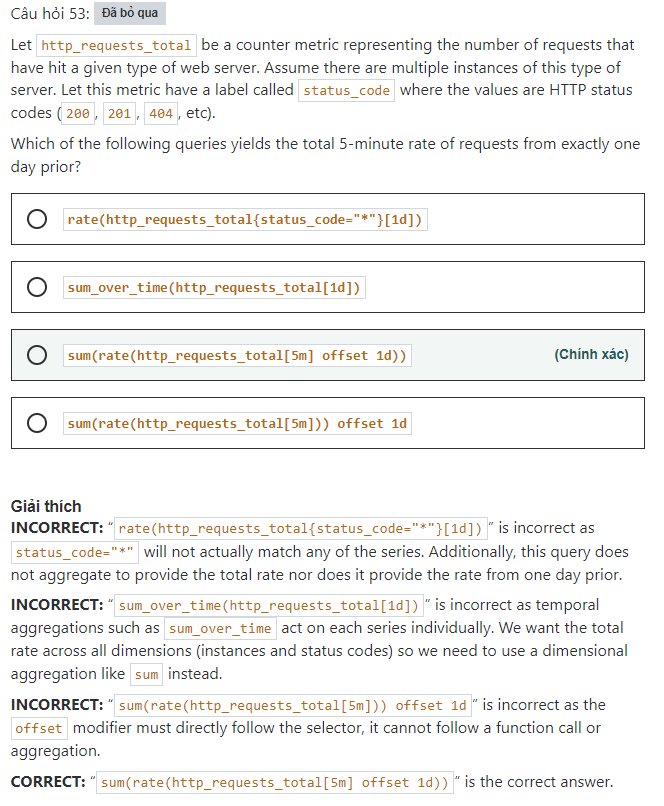 Câu hỏi 53: Đã bỏ qua
Let http_requests_total be a counter metric representing the number of requests that
have hit a given type of web server. Assume there are multiple instances of this type of
server. Let this metric have a label called status_code where the values are HTTP status
codes (200, 201, 404, etc).
Which of the following queries yields the total 5-minute rate of requests from exactly one
day prior?
rate(http_requests_total{status_code="*"}[1d])
sum_over_time(http_requests_total[1d])
sum(rate(http_requests_total[5m] offset 1d)) (Chính xác)
sum(rate(http_requests_total[5m])) offset 1d
Giải thích
INCORRECT: “rate(http_requests_total{status_code="*"}[1d])” is incorrect as
status_code="*" will not actually match any of the series. Additionally, this query does
not aggregate to provide the total rate nor does it provide the rate from one day prior.
INCORRECT: “sum_over_time(http_requests_total[1d])” is incorrect as temporal
aggregations such as sum_over_time act on each series individually. We want the total
rate across all dimensions (instances and status codes) so we need to use a dimensional
aggregation like sum instead.
INCORRECT: “sum(rate(http_requests_total[5m])) offset 1d” is incorrect as the
offset modifier must directly follow the selector, it cannot follow a function call or
aggregation.
CORRECT: “sum(rate(http_requests_total[5m] offset 1d))” is the correct answer.